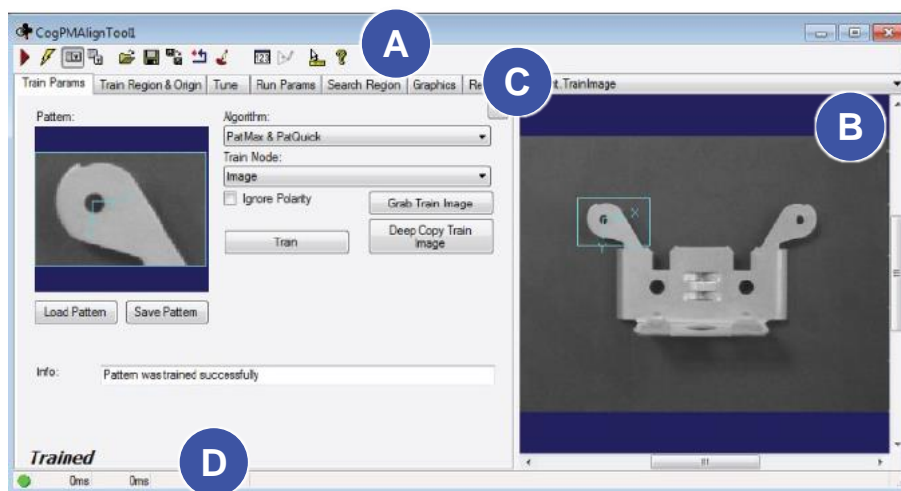 CogPMAlignTool1
A
Train Params Train Region & Origin Tune Run Params Search Region Graphics Re C t.TrainImage
B
Pattern:
Algorithm:
PatMax & PatQuick
Train Node:
Image
Ignore Polarity
Grab Train Image
Train
Deep Copy Train
Image
X
Y
Load Pattern Save Pattern
Info: Pattern was trained successfully
Trained
D
0ms 0ms